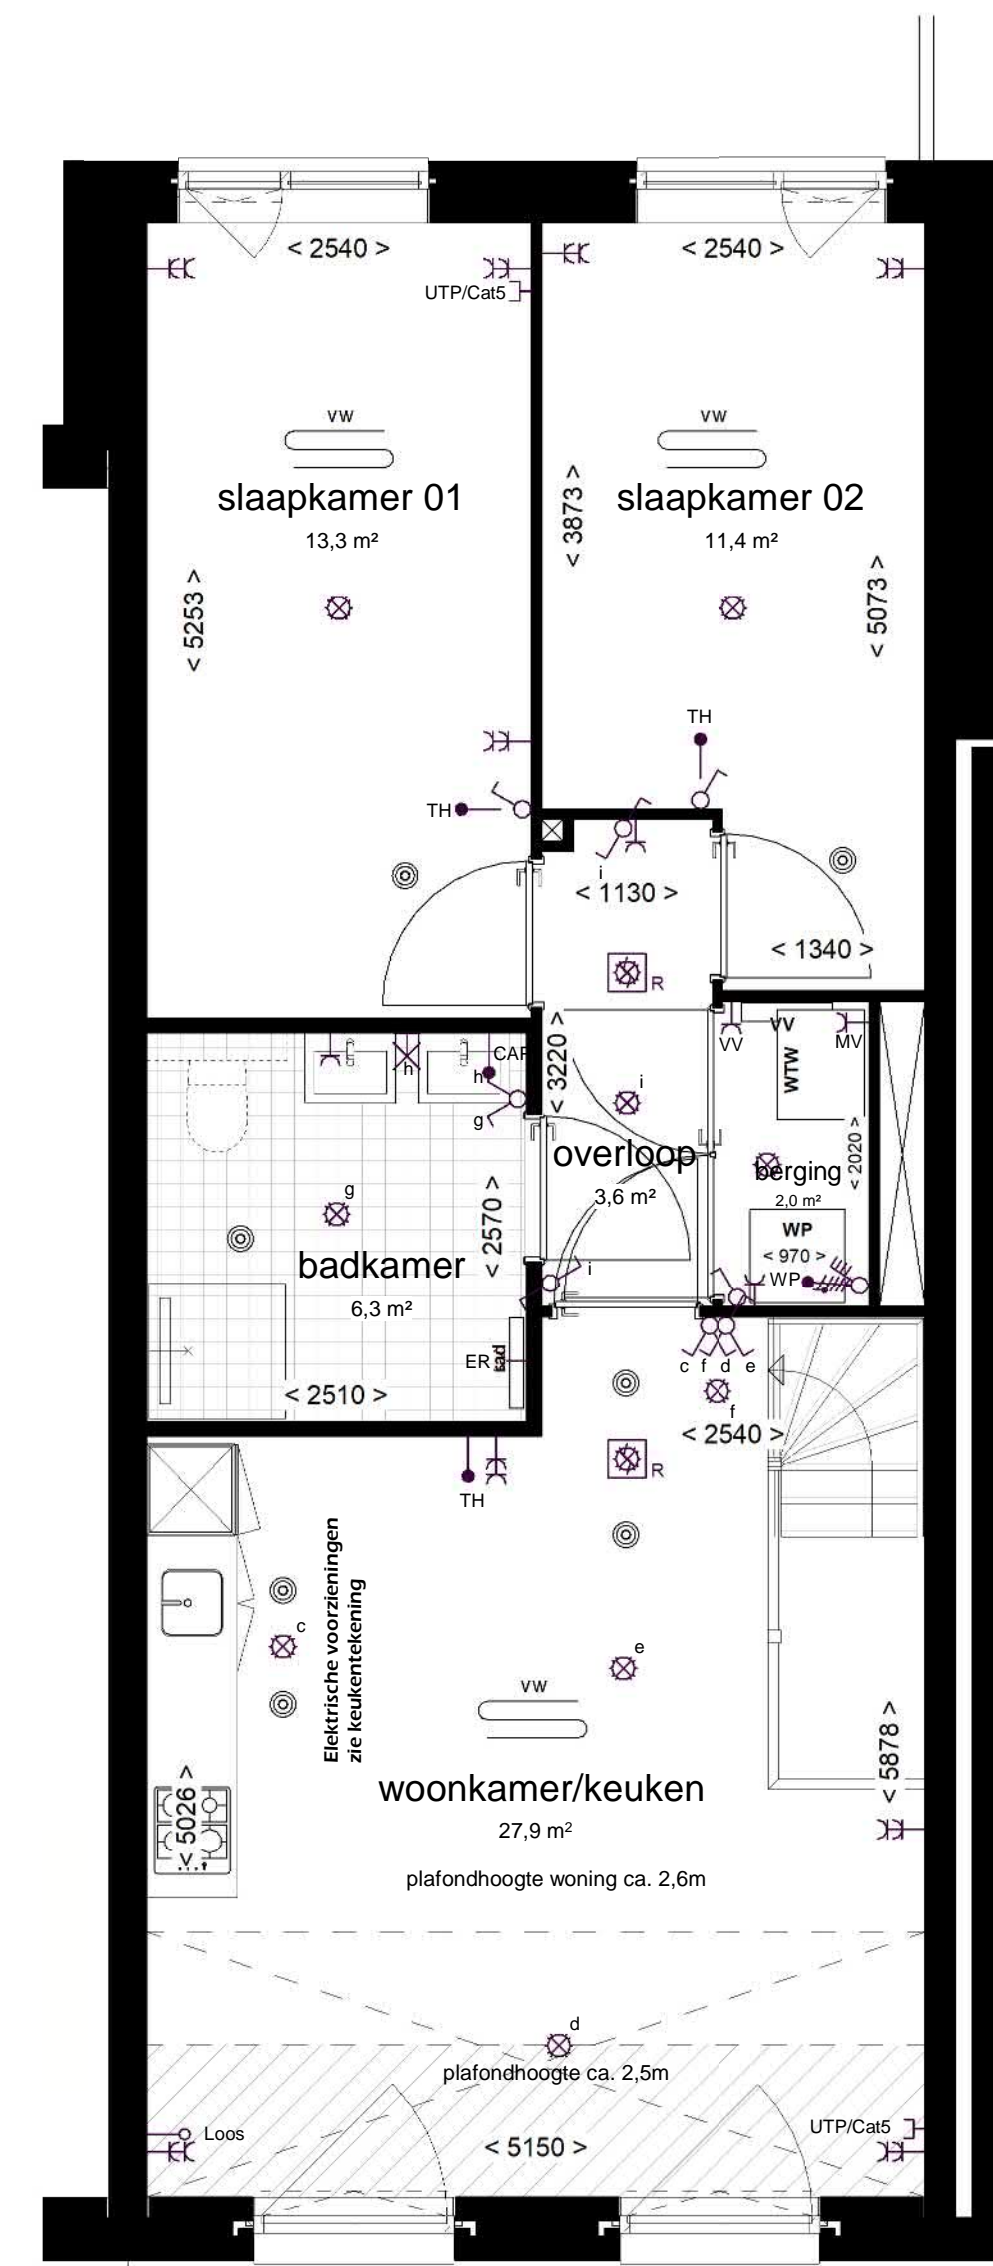 < 2540 >
< 2540 >
UTP/Cat5
VW
VW
slaapkamer 01
13,3 m²
slaapkamer 02
11,4 m²
< 3873 >
< 5253 >
< 5073 >
TH
TH
i
< 1130 >
< 1340 >
R
VV
VV
MV
WTW
h
h
g
< 3220 >
i
overloop
3,6 m²
berging
2,0 m²
< 2020 >
g
< 2570 >
badkamer
6,3 m²
WP
< 970 >
WP
i
ER
rad
< 2510 >
c f d e
f
< 2540 >
R
TH
Elektrische voorzieningen
zie keukentekening
c
e
VW
< 5878 >
< 5026 >
woonkamer/keuken
27,9 m²
plafondhoogte woning ca. 2,6m
d
plafondhoogte ca. 2,5m
Loos
UTP/Cat5
< 5150 >